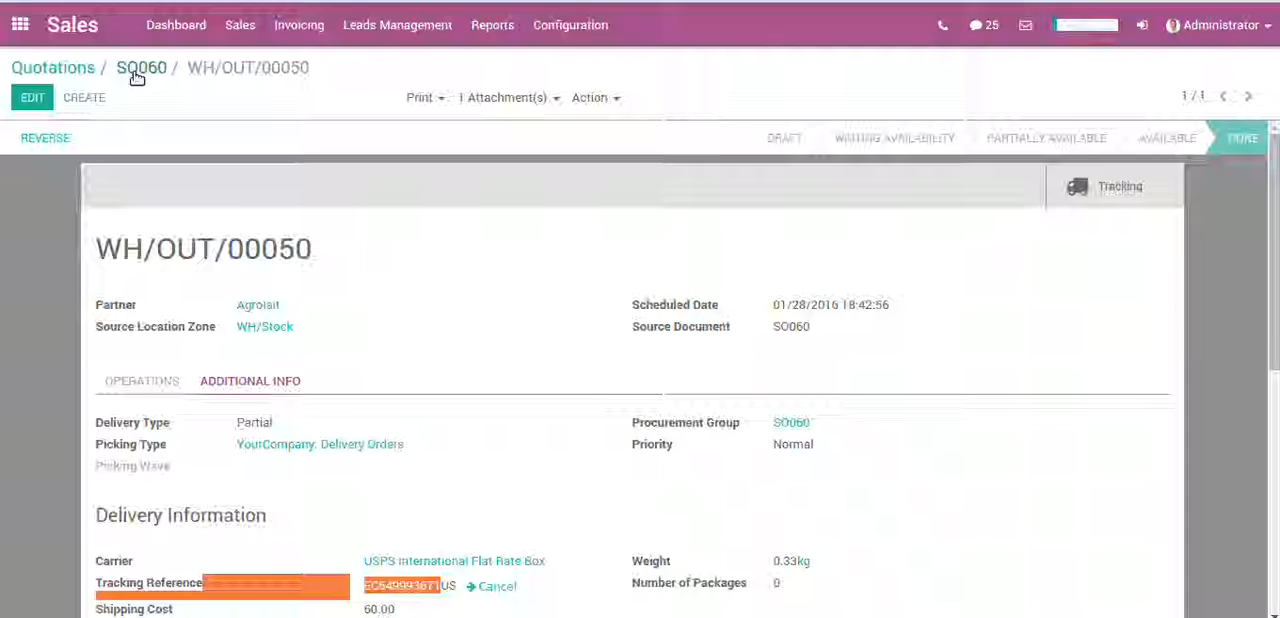 Sales Dashboard Sales Invoicing Leads Management Reports Configuration 25 Administrator
Quotations / SO060 / WH/OUT/00050
EDIT CREATE Print 1 Attachment(s) Action 1 / 1
REVERSE DRAFT WAITING AVAILABILITY PARTIALLY AVAILABLE AVAILABLE DONE
Tracking
WH/OUT/00050
Partner Agrolait Scheduled Date 01/28/2016 18:42:56
Source Location Zone WH/Stock Source Document SO060
OPERATIONS ADDITIONAL INFO
Delivery Type Partial Procurement Group SO060
Picking Type YourCompany: Delivery Orders Priority Normal
Picking Wave
Delivery Information
Carrier USPS International Flat Rate Box Weight 0.33kg
Tracking Reference EC549993671US Cancel Number of Packages 0
Shipping Cost 60.00